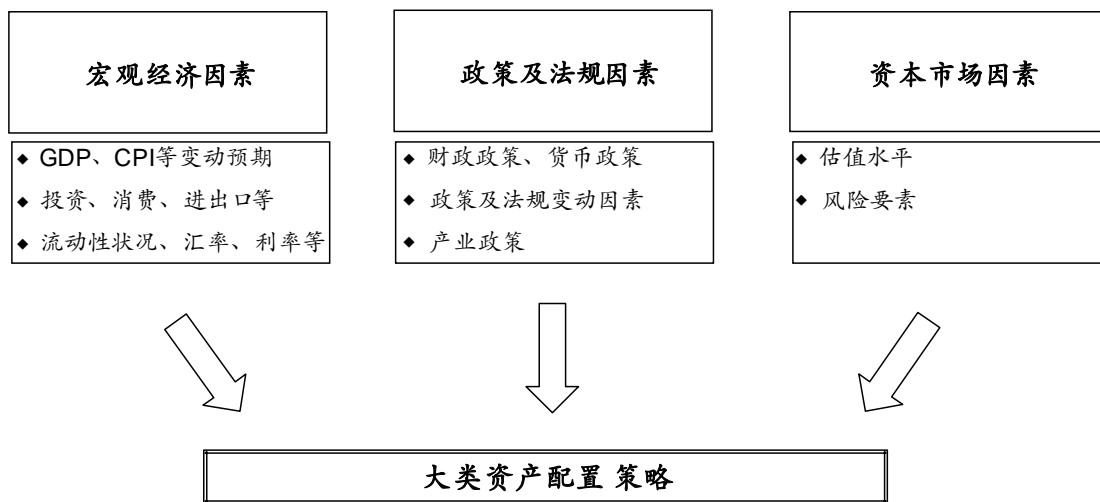 宏观经济因素
◆ GDP、CPI等变动预期
◆ 投资、消费、进出口等
◆ 流动性状况、汇率、利率等
政策及法规因素
◆ 财政政策、货币政策
◆ 政策及法规变动因素
◆ 产业政策
资本市场因素
◆ 估值水平
◆ 风险要素
大类资产配置 策略